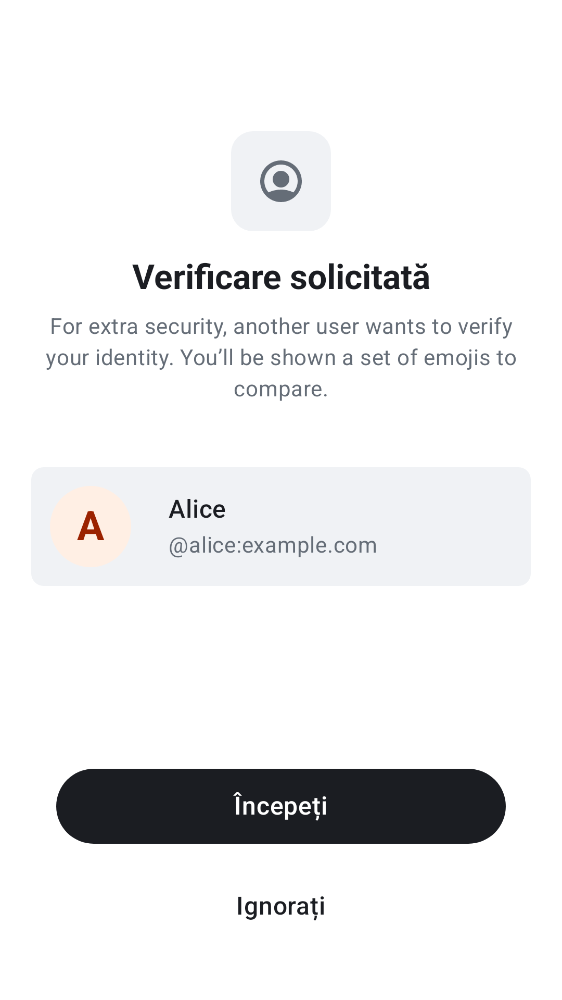 Verificare solicitată
For extra security, another user wants to verify
your identity. You’ll be shown a set of emojis to
compare.
A
Alice
@alice:example.com
Începeți
Ignorați